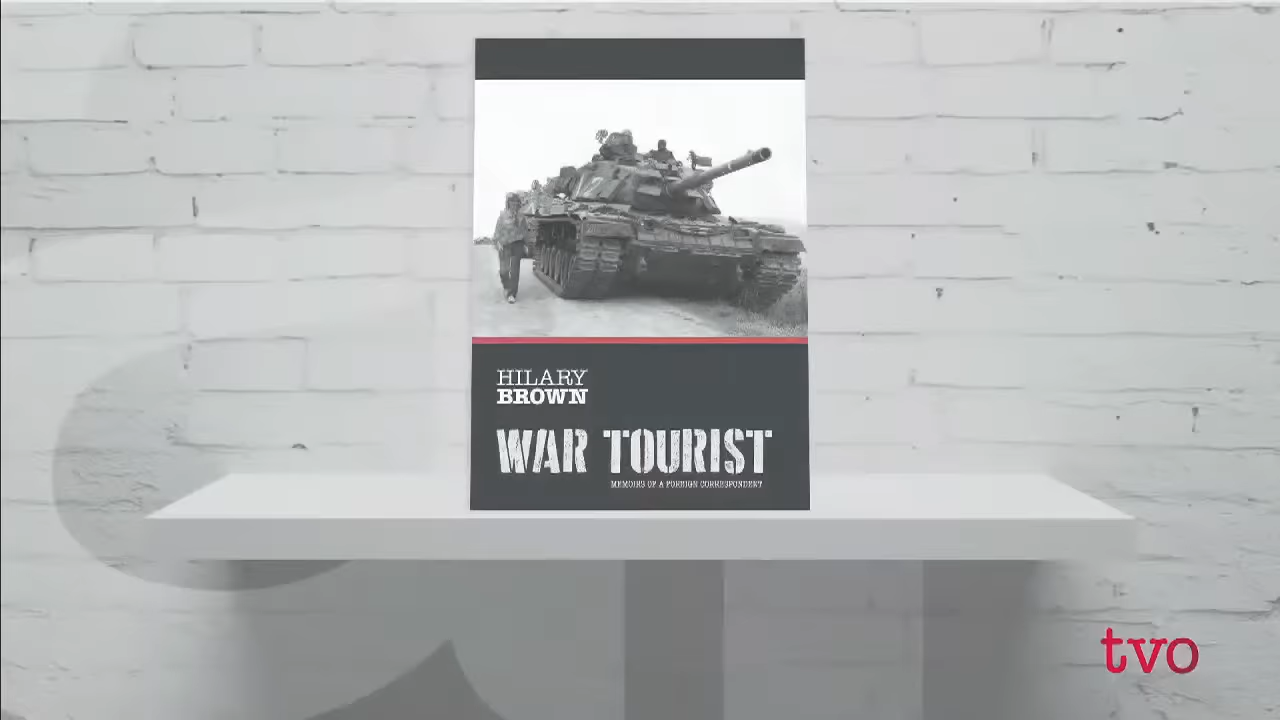 HILARY
BROWN
WAR TOURIST
MEMOIRS OF A FOREIGN CORRESPONDENT
tvo